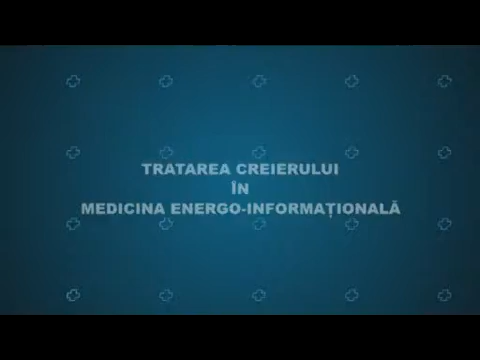 TRATAREA CREIERULUI
ÎN
MEDICINA ENERGO-INFORMAȚIONALĂ